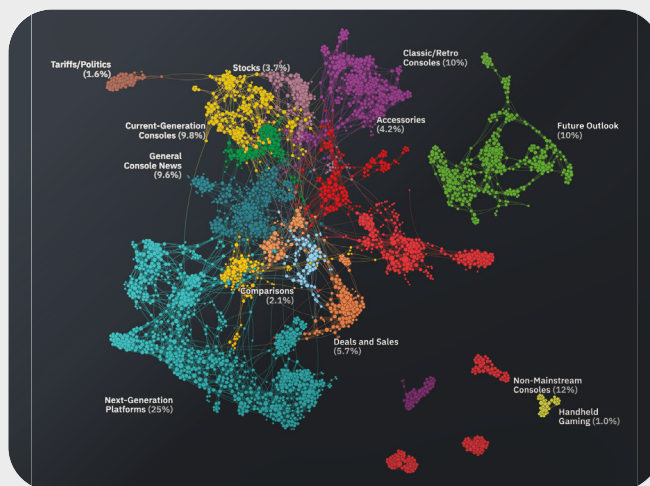 Tariffs/Politics
(1.6%)
Stocks (3.7%)
Classic/Retro
Consoles (10%)
Current-Generation
Consoles (9.8%)
Accessories
(4.2%)
Future Outlook
(10%)
General
Console News
(9.6%)
Comparisons
(2.1%)
Deals and Sales
(5.7%)
Next-Generation
Platforms (25%)
Non-Mainstream
Consoles (12%)
Handheld
Gaming (1.0%)